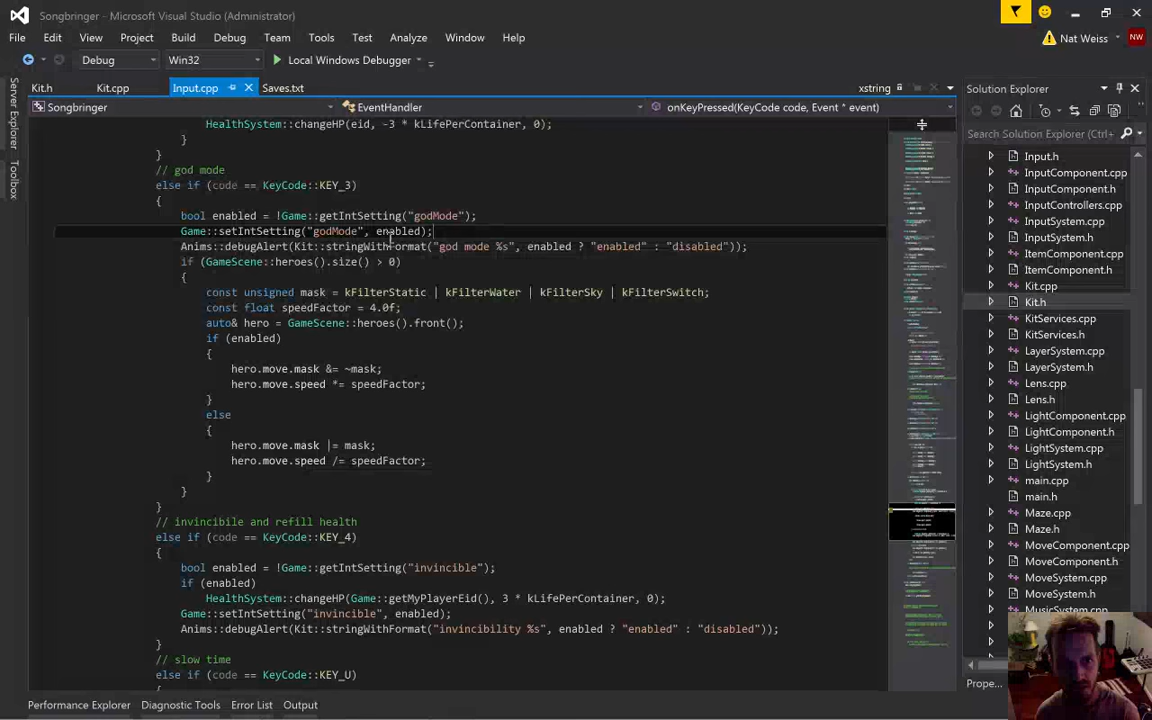 Songbringer - Microsoft Visual Studio (Administrator)
File Edit View Project Build Debug Team Tools Test Analyze Window Help
Nat Weiss NW
Debug Win32 Local Windows Debugger
Kit.h Kit.cpp Input.cpp Saves.txt xstring
Songbringer EventHandler onKeyPressed(KeyCode code, Event * event)
HealthSystem::changeHP(eid, -3 * kLifePerContainer, 0);
}
}
// god mode
else if (code == KeyCode::KEY_3)
{
bool enabled = !Game::getIntSetting("godMode");
Game::setIntSetting("godMode", enabled);
Anims::debugAlert(Kit::stringWithFormat("god mode %s", enabled ? "enabled" : "disabled"));
if (GameScene::heroes().size() > 0)
{
const unsigned mask = kFilterStatic | kFilterWater | kFilterSky | kFilterSwitch;
const float speedFactor = 4.0f;
auto& hero = GameScene::heroes().front();
if (enabled)
{
hero.move.mask &= ~mask;
hero.move.speed *= speedFactor;
}
else
{
hero.move.mask |= mask;
hero.move.speed /= speedFactor;
}
}
}
// invincibile and refill health
else if (code == KeyCode::KEY_4)
{
bool enabled = !Game::getIntSetting("invincible");
if (enabled)
HealthSystem::changeHP(Game::getMyPlayerEid(), 3 * kLifePerContainer, 0);
Game::setIntSetting("invincible", enabled);
Anims::debugAlert(Kit::stringWithFormat("invincibility %s", enabled ? "enabled" : "disabled"));
}
// slow time
else if (code == KeyCode::KEY_U)
{
Server Explorer
Toolbox
Solution Explorer
Search Solution Explorer (Ctrl+
Input.h
InputComponent.cpp
InputComponent.h
InputControllers.cpp
InputSystem.cpp
InputSystem.h
ItemComponent.cpp
ItemComponent.h
Kit.cpp
Kit.h
KitServices.cpp
KitServices.h
LayerSystem.cpp
LayerSystem.h
Lens.cpp
Lens.h
LightComponent.cpp
LightComponent.h
LightSystem.cpp
LightSystem.h
main.cpp
main.h
Maze.cpp
Maze.h
MoveComponent.cpp
MoveComponent.h
MoveSystem.cpp
MoveSystem.h
MusicSystem.cpp
Prope...
Performance Explorer Diagnostic Tools Error List Output